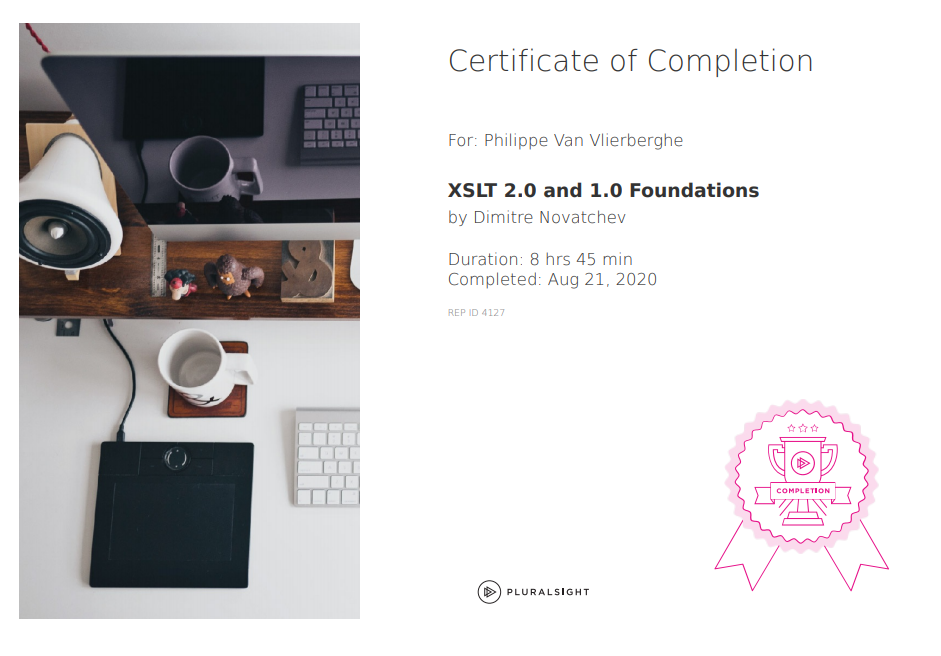 Certificate of Completion
For: Philippe Van Vlierberghe
XSLT 2.0 and 1.0 Foundations
by Dimitre Novatchev
Duration: 8 hrs 45 min
Completed: Aug 21, 2020
REP ID 4127
COMPLETION
PLURALSIGHT